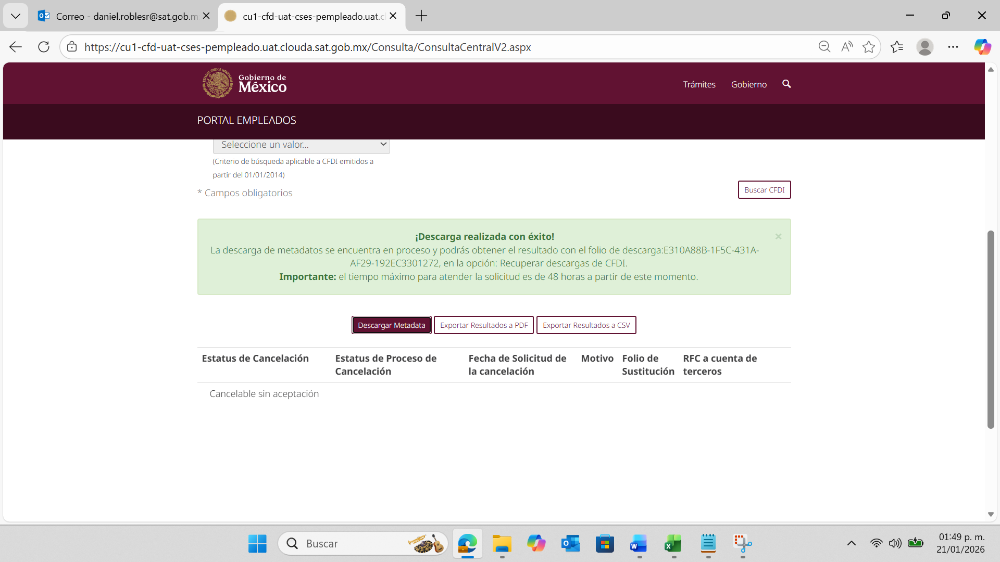 Correo - daniel.roblesr@sat.gob.m
cu1-cfd-uat-cses-pempleado.uat.cl
https://cu1-cfd-uat-cses-pempleado.uat.clouda.sat.gob.mx/Consulta/ConsultaCentralV2.aspx
Gobierno de
México
Trámites
Gobierno
PORTAL EMPLEADOS
Seleccione un valor...
(Criterio de búsqueda aplicable a CFDI emitidos a
partir del 01/01/2014)
* Campos obligatorios
Buscar CFDI
¡Descarga realizada con éxito!
×
La descarga de metadatos se encuentra en proceso y podrás obtener el resultado con el folio de descarga:E310A88B-1F5C-431A-
AF29-192EC3301272, en la opción: Recuperar descargas de CFDI.
Importante: el tiempo máximo para atender la solicitud es de 48 horas a partir de este momento.
Descargar Metadata
Exportar Resultados a PDF
Exportar Resultados a CSV
Estatus de Cancelación
Estatus de Proceso de
Cancelación
Fecha de Solicitud de
la cancelación
Motivo
Folio de
Sustitución
RFC a cuenta de
terceros
Cancelable sin aceptación
Buscar
01:49 p. m.
21/01/2026